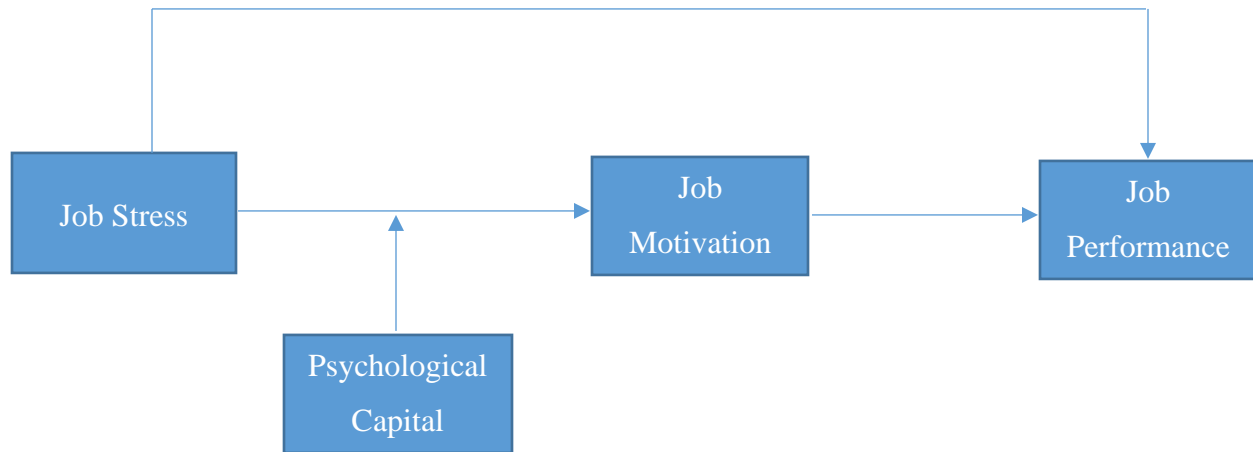 Job Stress
Job
Motivation
Job
Performance
Psychological
Capital